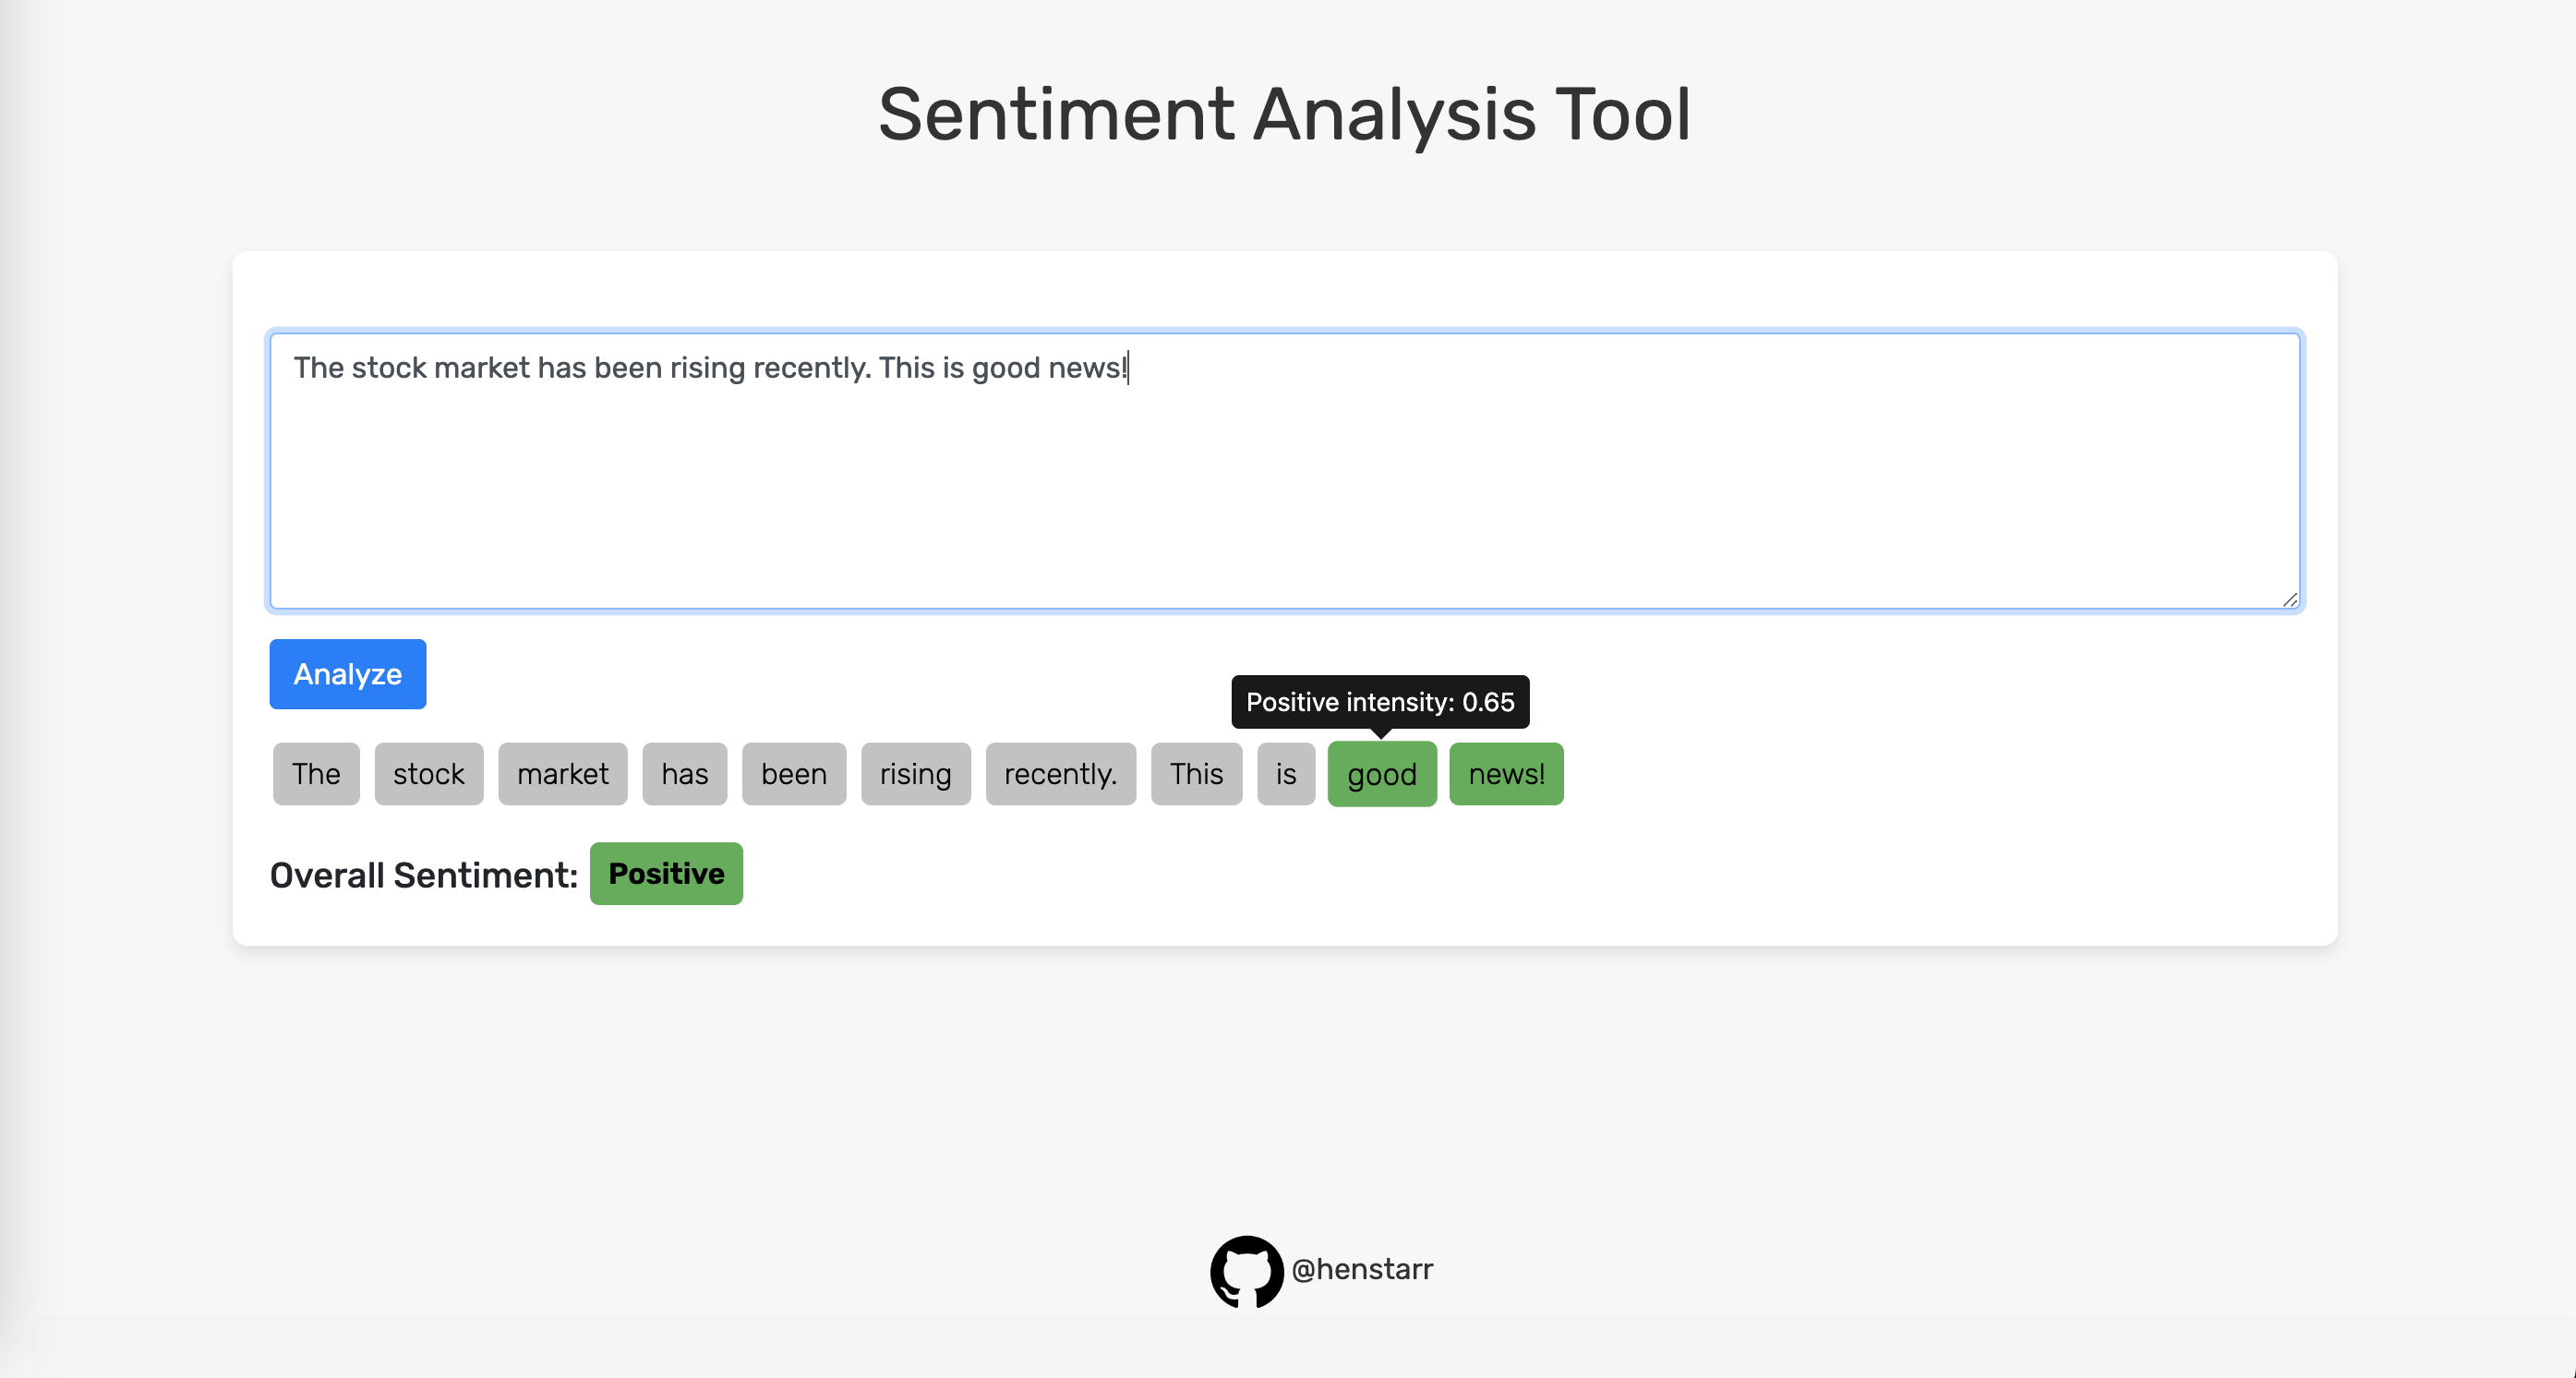 Sentiment Analysis Tool
The stock market has been rising recently. This is good news!
Analyze
Positive intensity: 0.65
The stock market has been rising recently. This is good news!
Overall Sentiment: Positive
@henstarr